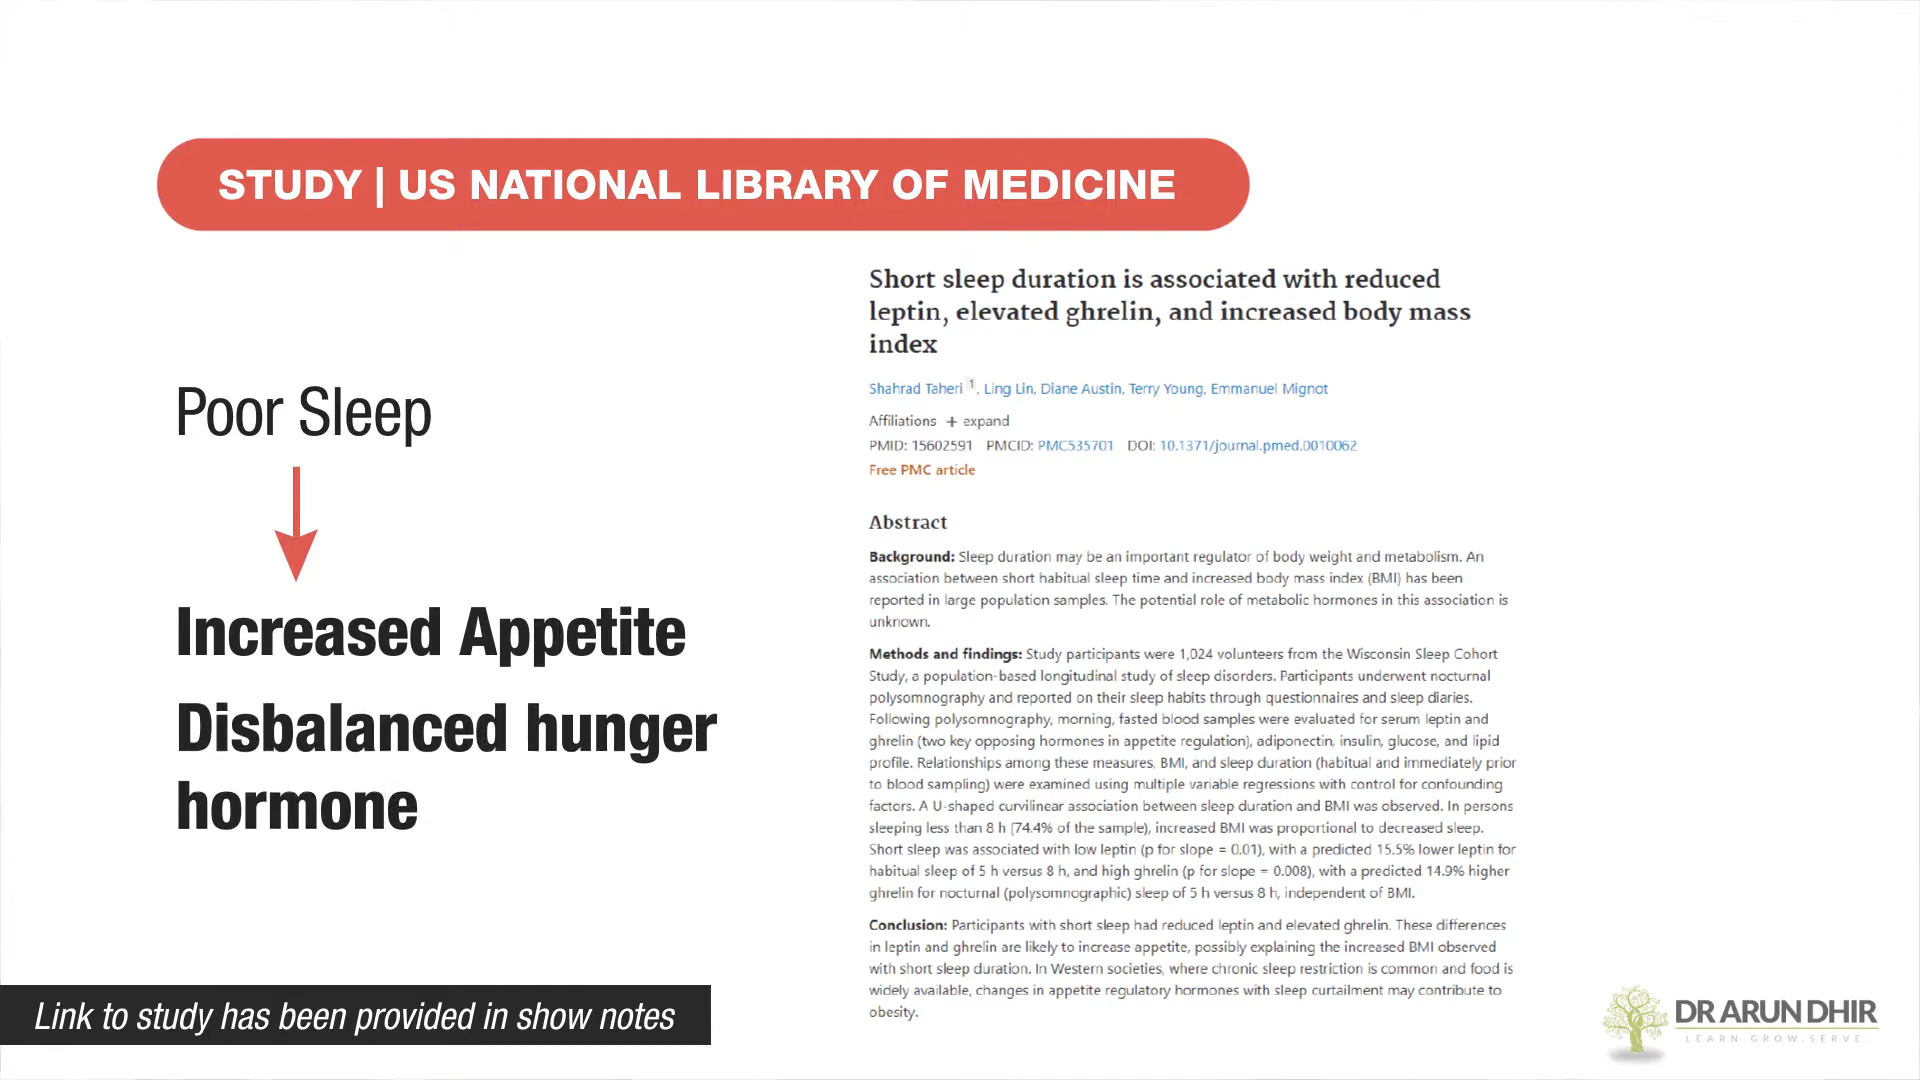 STUDY | US NATIONAL LIBRARY OF MEDICINE
Poor Sleep
Increased Appetite
Disbalanced hunger
hormone
Short sleep duration is associated with reduced
leptin, elevated ghrelin, and increased body mass
index
Shahrad Taheri 1, Ling Lin, Diane Austin, Terry Young, Emmanuel Mignot
Affiliations + expand
PMID: 15602591 PMCID: PMC535701 DOI: 10.1371/journal.pmed.0010062
Free PMC article
Abstract
Background: Sleep duration may be an important regulator of body weight and metabolism. An
association between short habitual sleep time and increased body mass index (BMI) has been
reported in large population samples. The potential role of metabolic hormones in this association is
unknown.
Methods and findings: Study participants were 1,024 volunteers from the Wisconsin Sleep Cohort
Study, a population-based longitudinal study of sleep disorders. Participants underwent nocturnal
polysomnography and reported on their sleep habits through questionnaires and sleep diaries.
Following polysomnography, morning, fasted blood samples were evaluated for serum leptin and
ghrelin (two key opposing hormones in appetite regulation), adiponectin, insulin, glucose, and lipid
profile. Relationships among these measures, BMI, and sleep duration (habitual and immediately prior
to blood sampling) were examined using multiple variable regressions with control for confounding
factors. A U-shaped curvilinear association between sleep duration and BMI was observed. In persons
sleeping less than 8 h (74.4% of the sample), increased BMI was proportional to decreased sleep.
Short sleep was associated with low leptin (p for slope = 0.01), with a predicted 15.5% lower leptin for
habitual sleep of 5 h versus 8 h, and high ghrelin (p for slope = 0.008), with a predicted 14.9% higher
ghrelin for nocturnal (polysomnographic) sleep of 5 h versus 8 h, independent of BMI.
Conclusion: Participants with short sleep had reduced leptin and elevated ghrelin. These differences
in leptin and ghrelin are likely to increase appetite, possibly explaining the increased BMI observed
with short sleep duration. In Western societies, where chronic sleep restriction is common and food is
widely available, changes in appetite regulatory hormones with sleep curtailment may contribute to
obesity.
Link to study has been provided in show notes
DR ARUN DHIR
LEARN.GROW.SERVE.